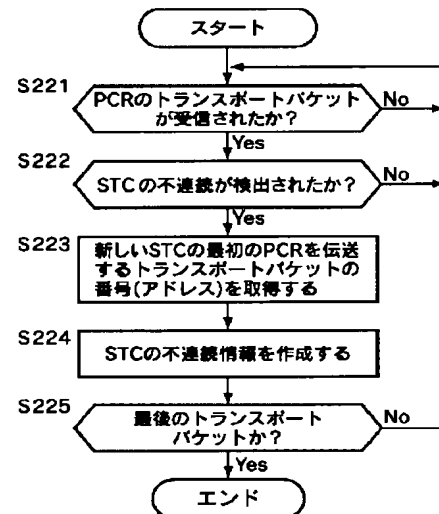 スタート
S221
PCRのトランスポートパケット
が受信されたか?
No
Yes
S222
STCの不連続が検出されたか?
No
Yes
S223
新しいSTCの最初のPCRを伝送
するトランスポートパケットの
番号(アドレス)を取得する
S224
STCの不連続情報を作成する
S225
最後のトランスポート
パケットか?
No
Yes
エンド